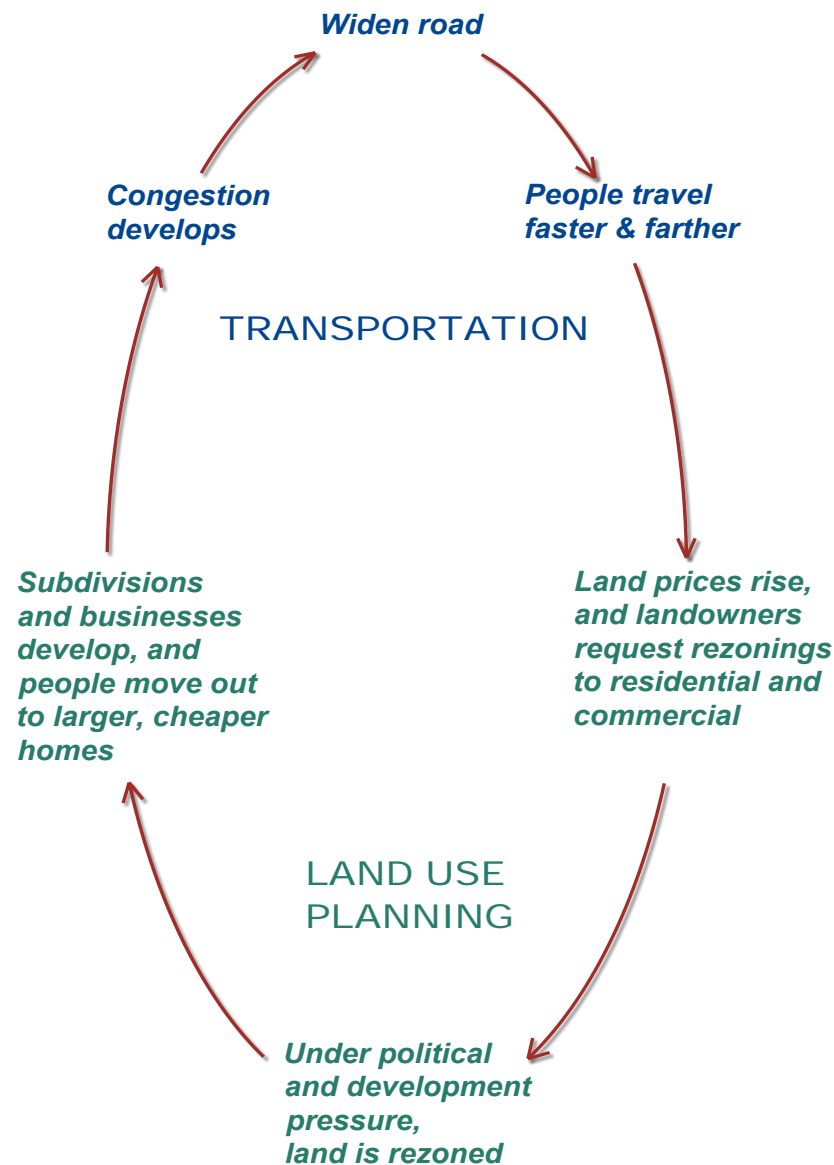 Widen road
People travel
faster & farther
Congestion
develops
TRANSPORTATION
Land prices rise,
and landowners
request rezonings
to residential and
commercial
Subdivisions
and businesses
develop, and
people move out
to larger, cheaper
homes
LAND USE
PLANNING
Under political
and development
pressure,
land is rezoned